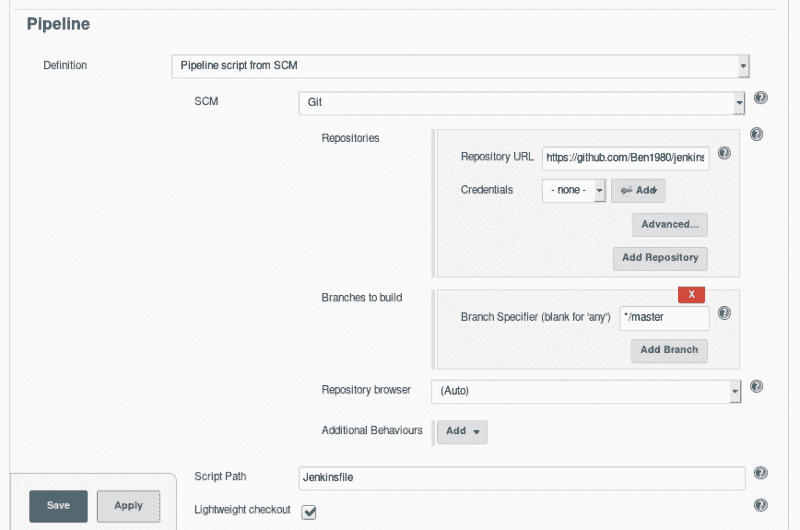 Pipeline
Definition
Pipeline script from SCM
SCM
Git
Repositories
Repository URL https://github.com/Ben1980/jenkins
Credentials - none - Add
Advanced...
Add Repository
Branches to build
X
Branch Specifier (blank for 'any') */master
Add Branch
Repository browser
(Auto)
Additional Behaviours
Add
Script Path
Jenkinsfile
Lightweight checkout
Save Apply